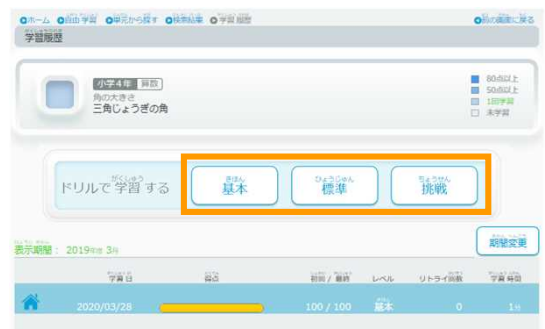 ホーム 自由学習 単元から探す 検索結果 学習履歴 前の画面に戻る
学習履歴
小学4年 算数
角の大きさ
三角じょうぎの角
80点以上
50点以上
1回学習
未学習
ドリルで学習する 基本 標準 挑戦
表示期間: 2019年度 3月 期間変更
学習日 得点 初回 / 最終 レベル リトライ回数 学習時間
2020/03/28 100 / 100 基本 0 1分